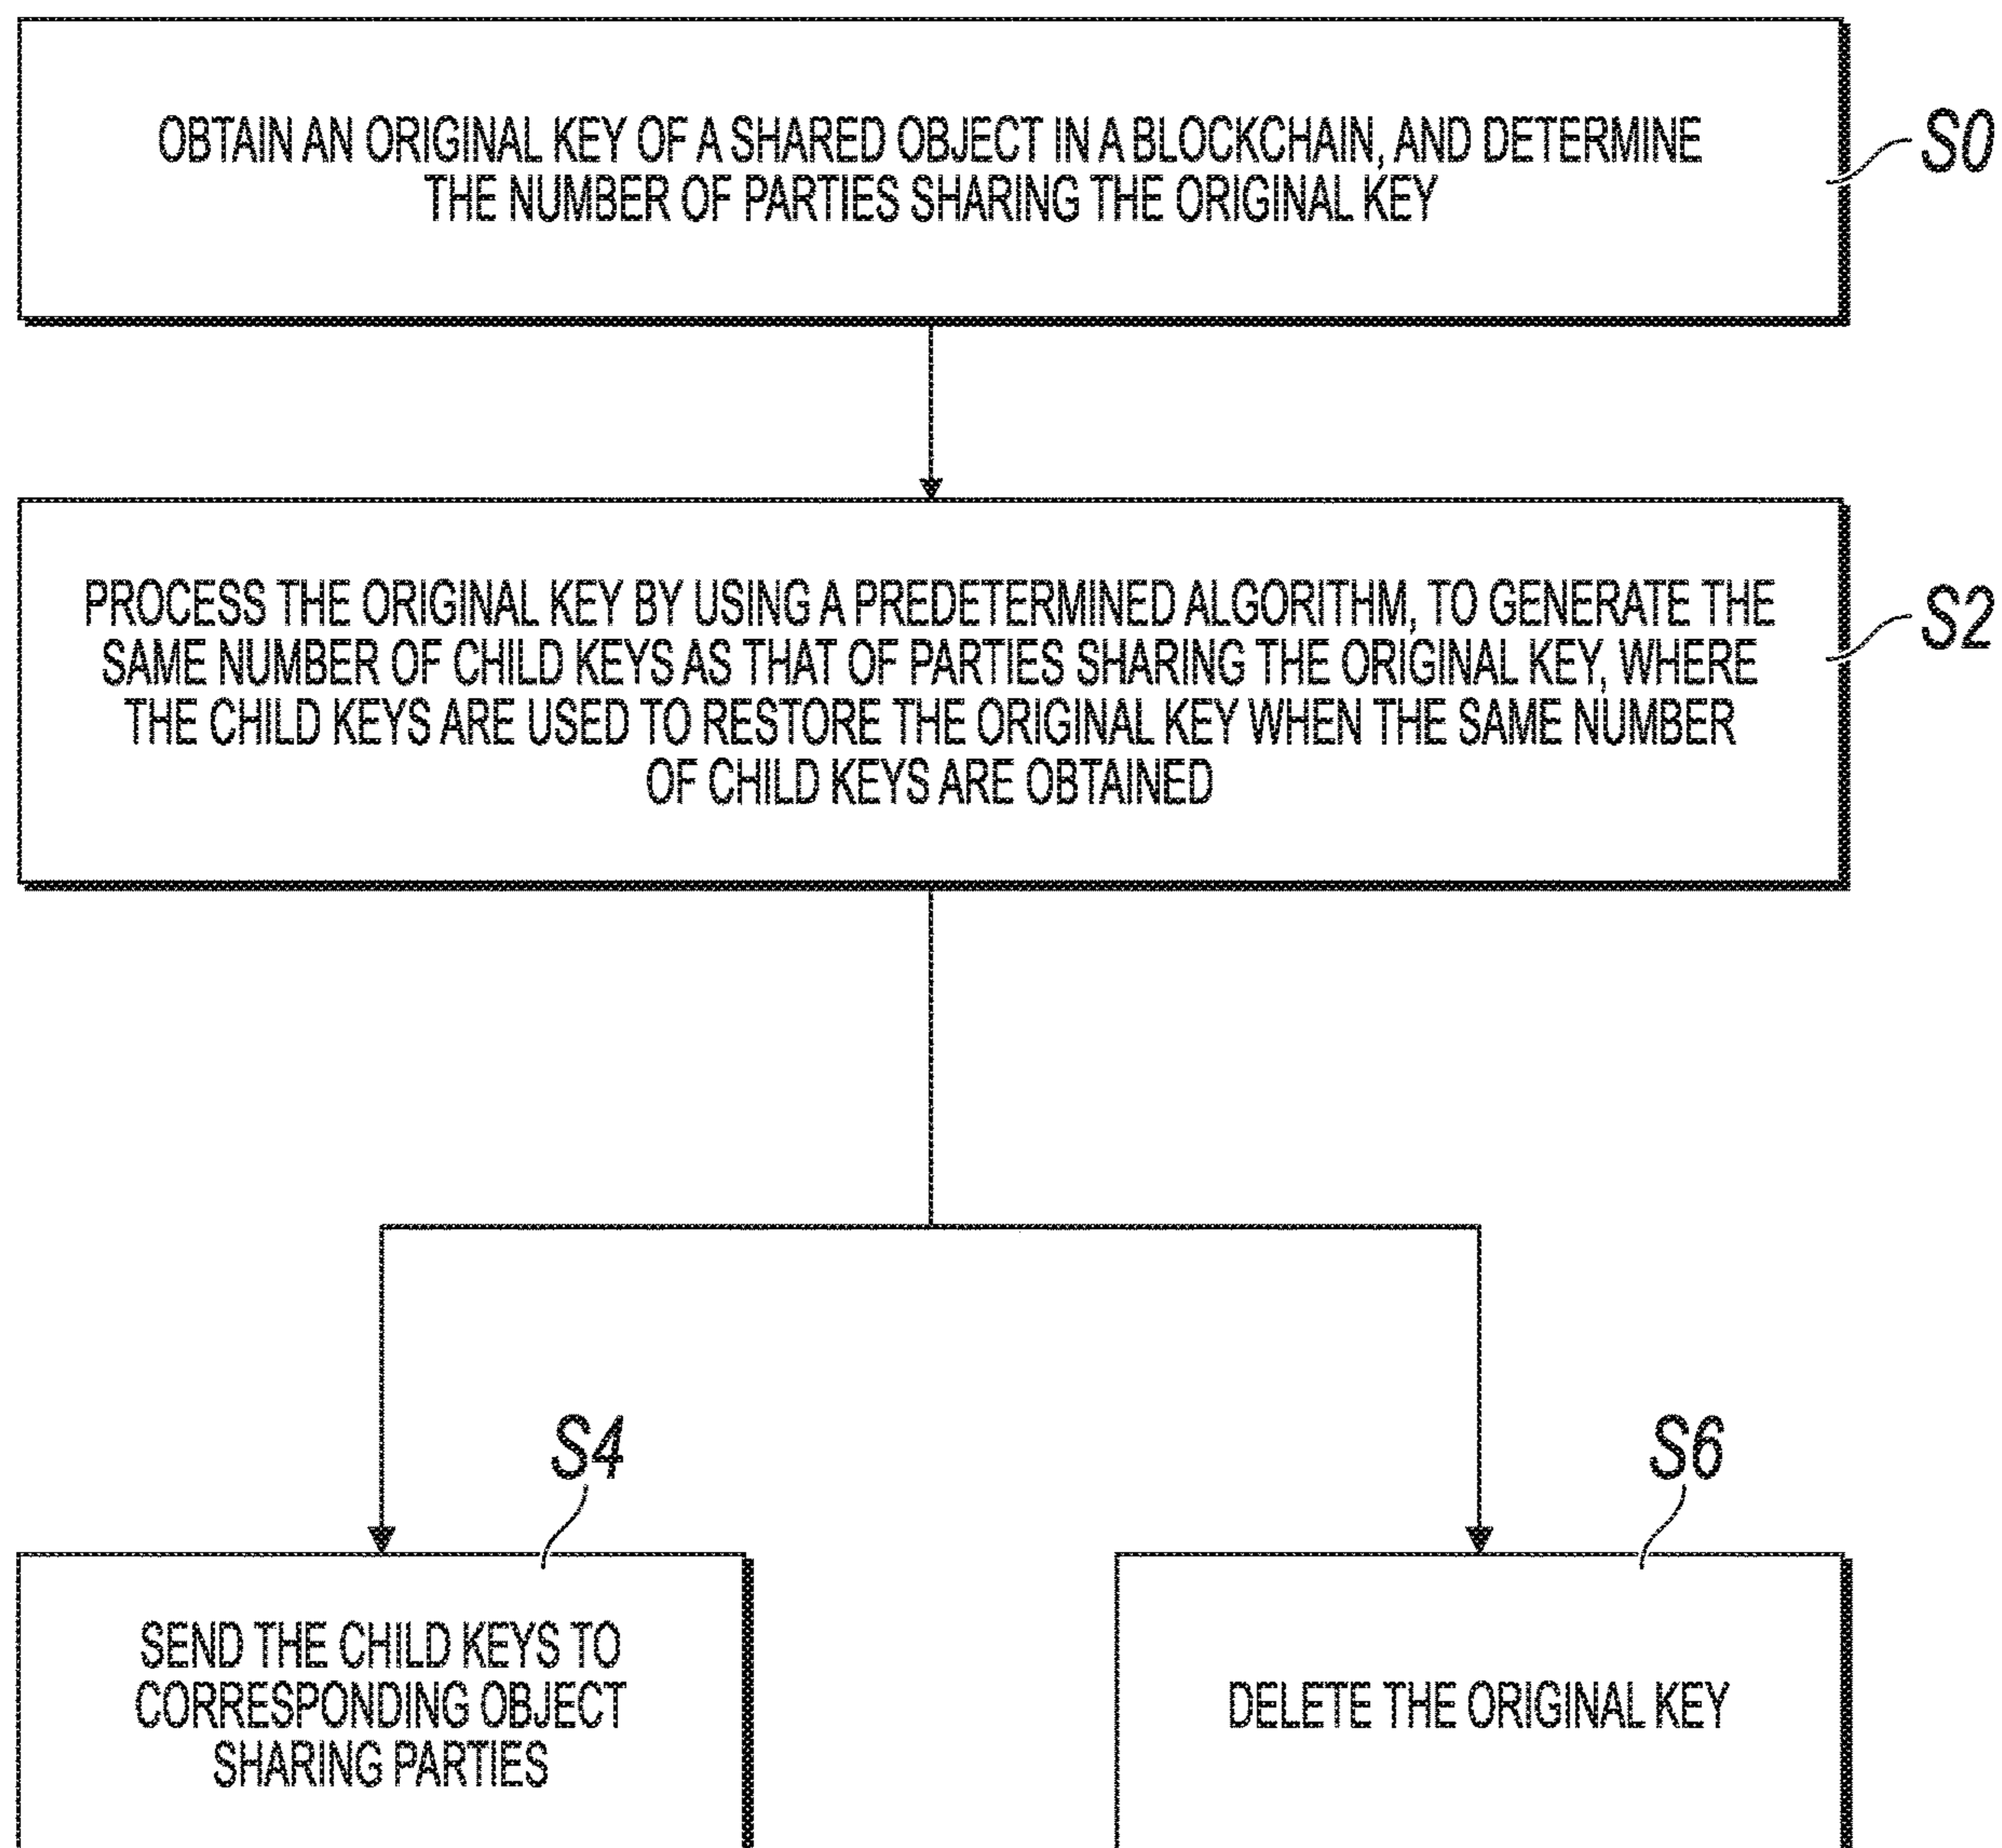 OBTAIN AN ORIGINAL KEY OF A SHARED OBJECT IN A BLOCKCHAIN, AND DETERMINE
THE NUMBER OF PARTIES SHARING THE ORIGINAL KEY
S0
PROCESS THE ORIGINAL KEY BY USING A PREDETERMINED ALGORITHM, TO GENERATE THE
SAME NUMBER OF CHILD KEYS AS THAT OF PARTIES SHARING THE ORIGINAL KEY, WHERE
THE CHILD KEYS ARE USED TO RESTORE THE ORIGINAL KEY WHEN THE SAME NUMBER
OF CHILD KEYS ARE OBTAINED
S2
S4
SEND THE CHILD KEYS TO
CORRESPONDING OBJECT
SHARING PARTIES
S6
DELETE THE ORIGINAL KEY